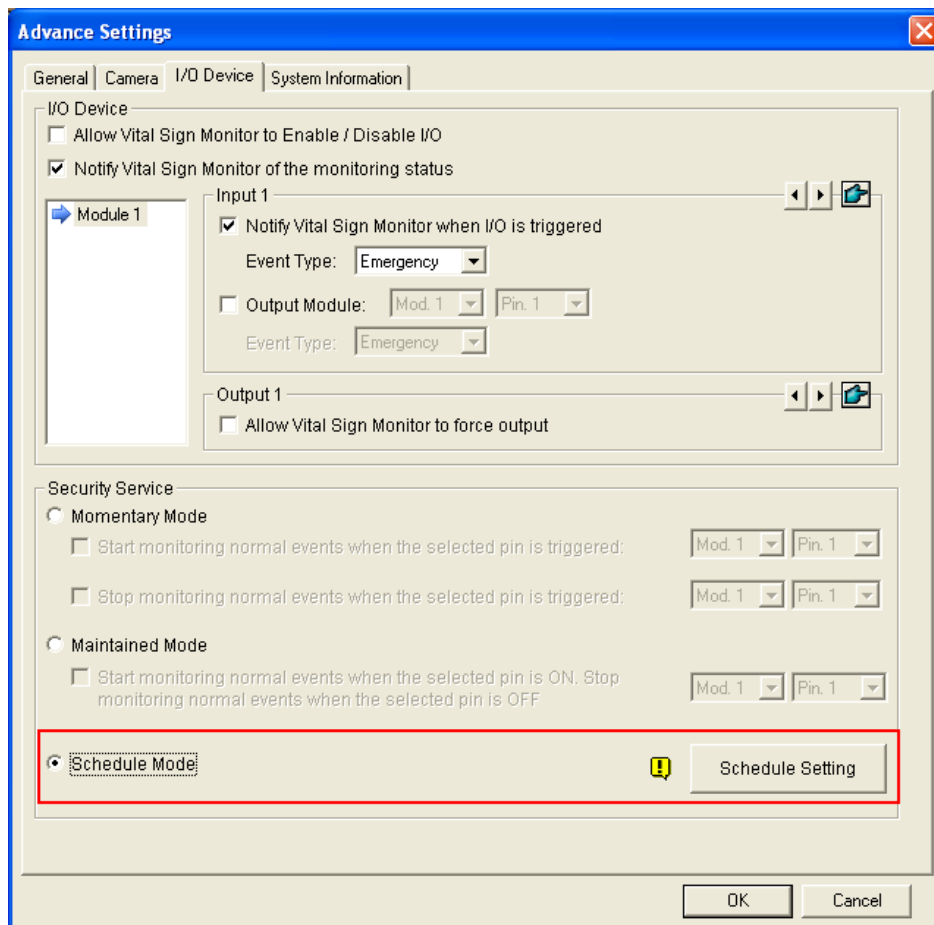 Advance Settings
General Camera I/O Device System Information
I/O Device
Allow Vital Sign Monitor to Enable / Disable I/O
Notify Vital Sign Monitor of the monitoring status
Module 1
Input 1
Notify Vital Sign Monitor when I/O is triggered
Event Type: Emergency
Output Module: Mod. 1 Pin. 1
Event Type: Emergency
Output 1
Allow Vital Sign Monitor to force output
Security Service
Momentary Mode
Start monitoring normal events when the selected pin is triggered: Mod. 1 Pin. 1
Stop monitoring normal events when the selected pin is triggered: Mod. 1 Pin. 1
Maintained Mode
Start monitoring normal events when the selected pin is ON. Stop
monitoring normal events when the selected pin is OFF Mod. 1 Pin. 1
Schedule Mode ! Schedule Setting
OK Cancel